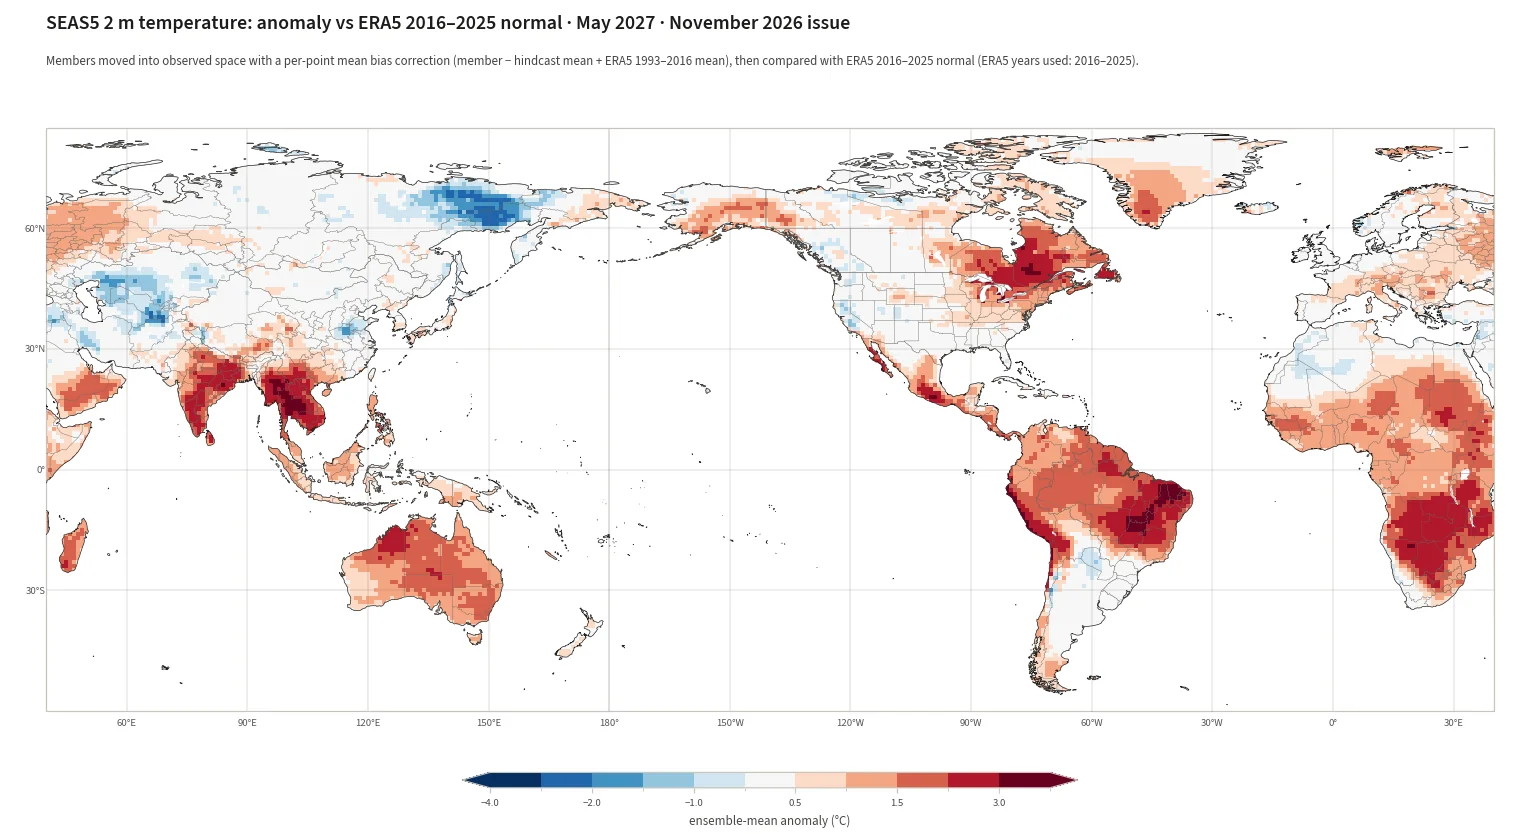 SEAS5 2 m temperature: anomaly vs ERA5 2016–2025 normal · May 2027 · November 2026 issue
Members moved into observed space with a per-point mean bias correction (member − hindcast mean + ERA5 1993–2016 mean), then compared with ERA5 2016–2025 normal (ERA5 years used: 2016–2025).
60°N
30°N
0°
30°S
60°E 90°E 120°E 150°E 180° 150°W 120°W 90°W 60°W 30°W 0° 30°E
−4.0 −2.0 −1.0 0.5 1.5 3.0
ensemble-mean anomaly (°C)